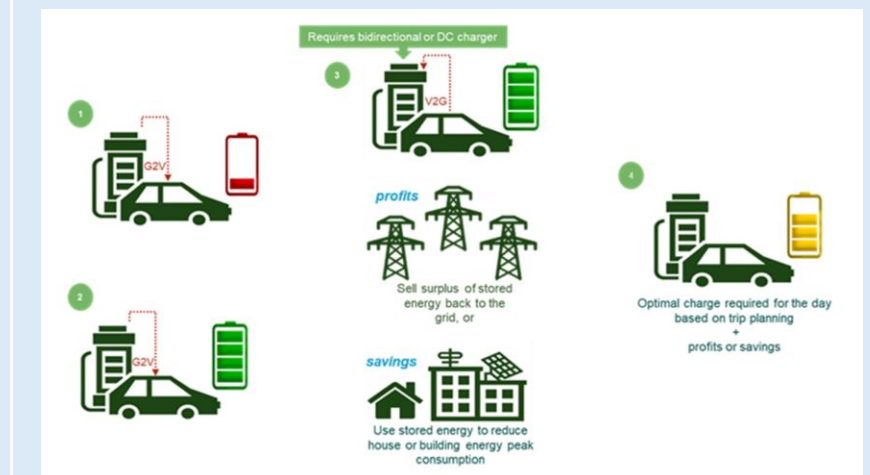 Requires bidirectional or DC charger
1
G2V
2
G2V
3
V2G
profits
Sell surplus of stored
energy back to the
grid, or
savings
Use stored energy to reduce
house or building energy peak
consumption
4
Optimal charge required for the day
based on trip planning
+
profits or savings